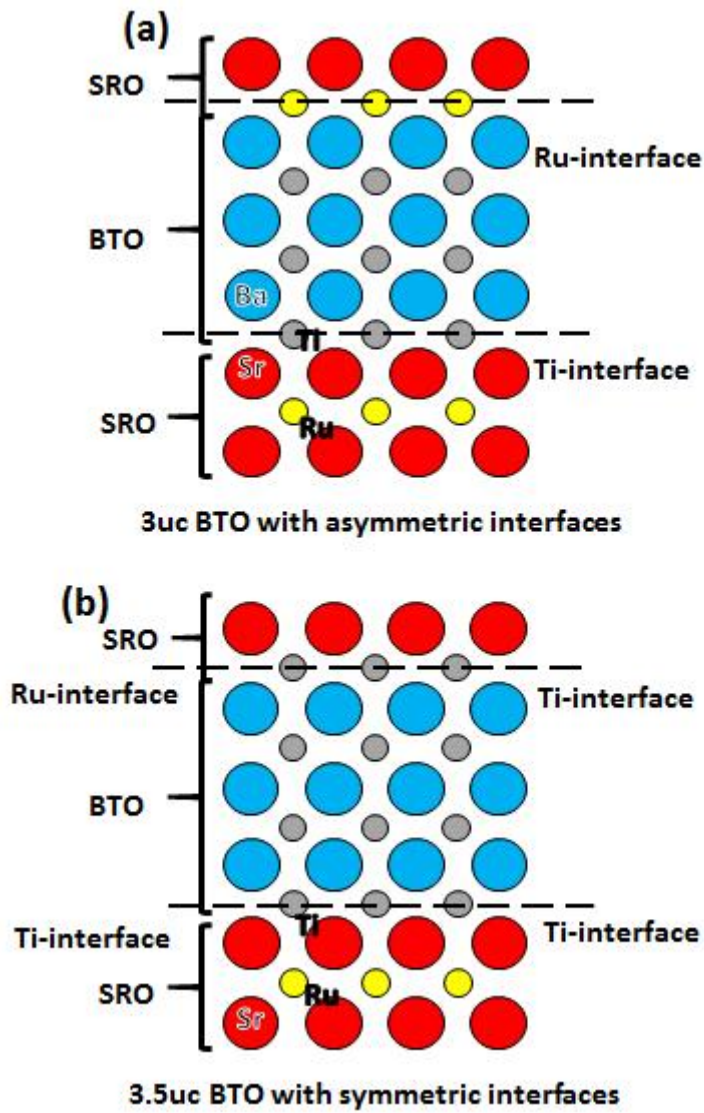 (a)
SRO
Ru-interface
BTO
Ba
Ti
Sr
Ti-interface
SRO
Ru
3uc BTO with asymmetric interfaces
(b)
SRO
Ru-interface
Ti-interface
BTO
Ti
Ti-interface
Ti-interface
SRO
Ru
Sr
3.5uc BTO with symmetric interfaces